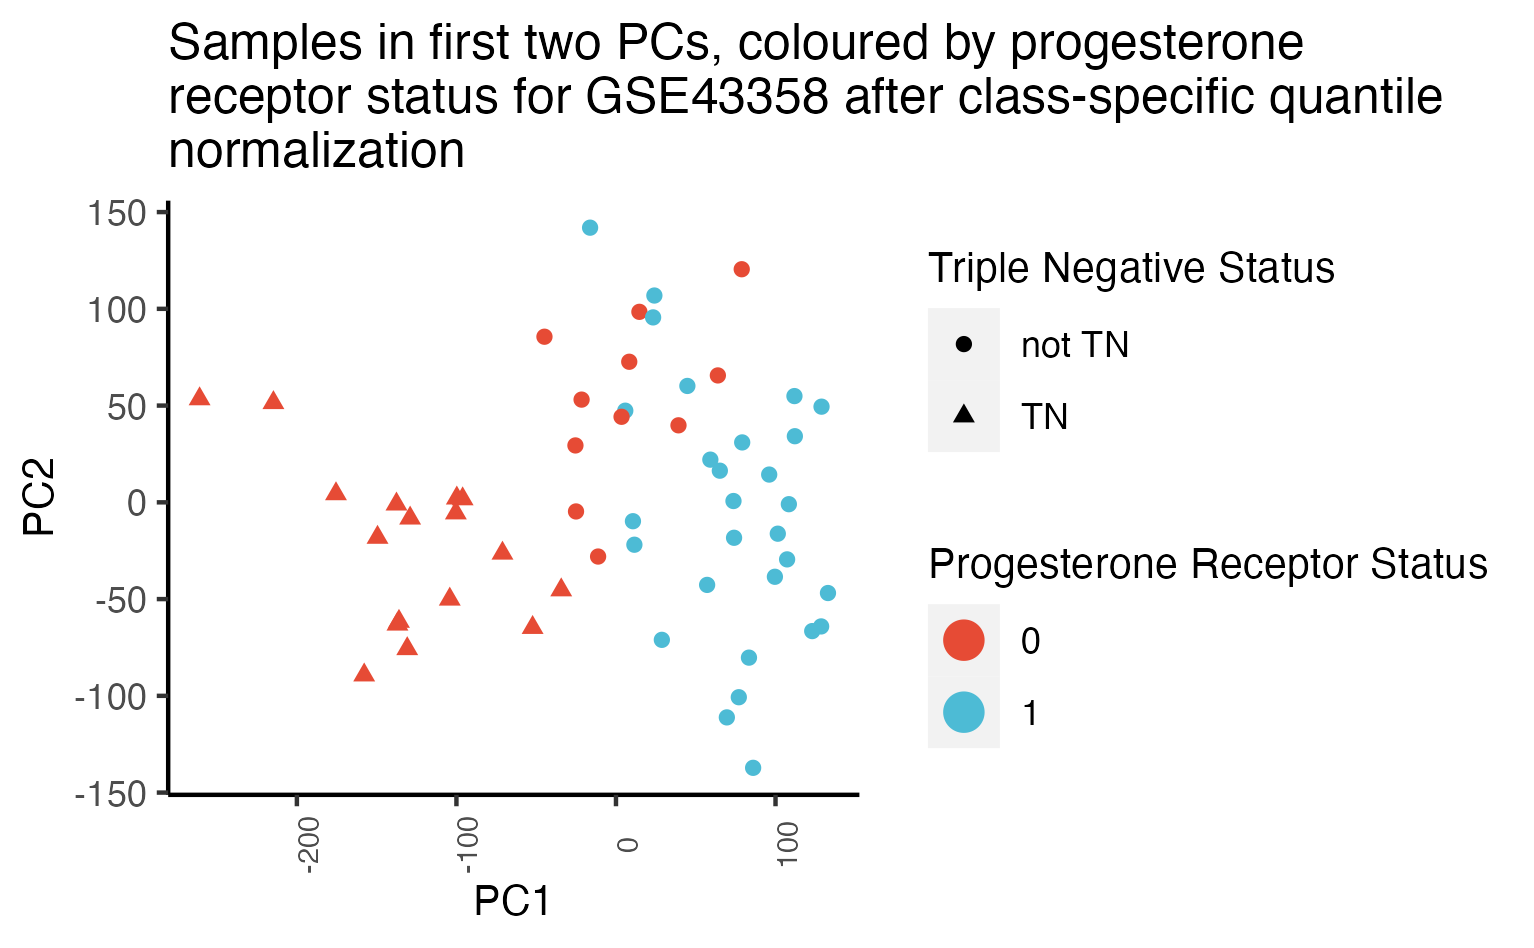 Samples in first two PCs, coloured by progesterone
receptor status for GSE43358 after class-specific quantile
normalization
150
100
50
0
-50
-100
-150
PC2
-200
-100
0
100
PC1
Triple Negative Status
not TN
TN
Progesterone Receptor Status
0
1